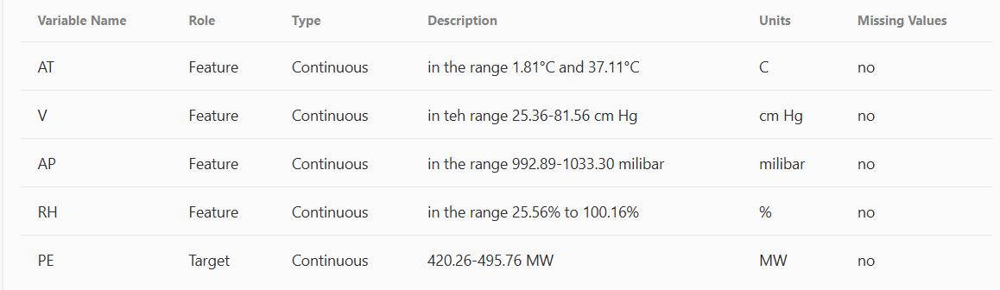 Variable Name Role Type Description Units Missing Values
AT Feature Continuous in the range 1.81°C and 37.11°C C no
V Feature Continuous in teh range 25.36-81.56 cm Hg cm Hg no
AP Feature Continuous in the range 992.89-1033.30 milibar milibar no
RH Feature Continuous in the range 25.56% to 100.16% % no
PE Target Continuous 420.26-495.76 MW MW no